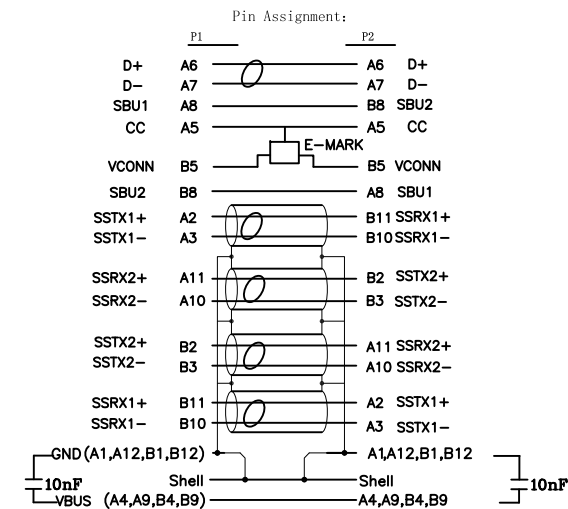 Pin Assignment:
P1 P2
D+ A6 A6 D+
D- A7 A7 D-
SBU1 A8 B8 SBU2
CC A5 A5 CC
E-MARK
VCONN B5 B5 VCONN
SBU2 B8 A8 SBU1
SSTX1+ A2 B11 SSRX1+
SSTX1- A3 B10 SSRX1-
SSRX2+ A11 B2 SSTX2+
SSRX2- A10 B3 SSTX2-
SSTX2+ B2 A11 SSRX2+
SSTX2- B3 A10 SSRX2-
SSRX1+ B11 A2 SSTX1+
SSRX1- B10 A3 SSTX1-
GND (A1,A12,B1,B12) A1,A12,B1,B12
10nF Shell Shell 10nF
VBUS (A4,A9,B4,B9) A4,A9,B4,B9